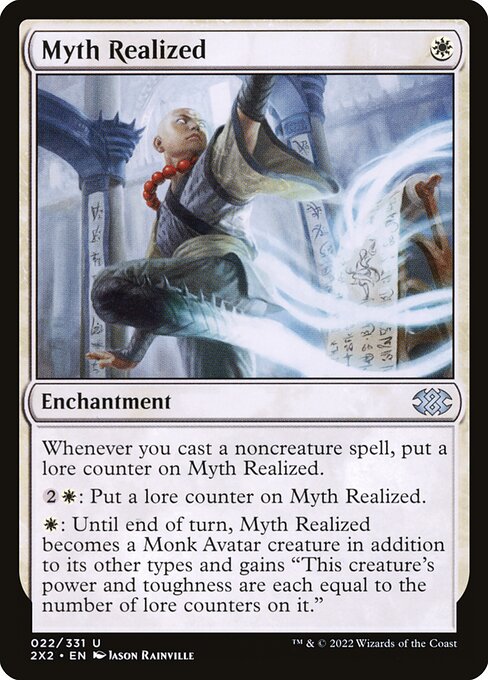 Myth Realized
Enchantment
Whenever you cast a noncreature spell, put a
lore counter on Myth Realized.
2 : Put a lore counter on Myth Realized.
: Until end of turn, Myth Realized
becomes a Monk Avatar creature in addition
to its other types and gains “This creature's
power and toughness are each equal to the
number of lore counters on it.”
022/331 U
2X2 • EN JASON RAINVILLE
™ & © 2022 Wizards of the Coast